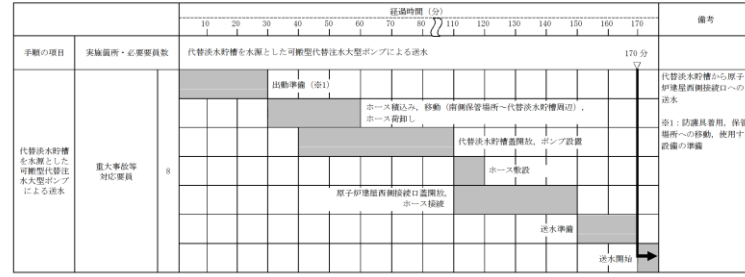 経過時間（分）
備考
10 20 30 40 50 60 70 80 110 120 130 140 150 160 170
手順の項目
実施箇所・必要要員数
代替淡水貯槽を水源とした可搬型代替注水大型ポンプによる送水
170 分
代替淡水貯槽
を水源とした
可搬型代替注
水大型ポンプ
による送水
重大事故等
対応要員
8
出動準備（※1）
ホース積込み，移動（南側保管場所～代替淡水貯槽周辺），
ホース荷卸し
代替淡水貯槽蓋開放，ポンプ設置
ホース敷設
原子炉建屋西側接続口蓋開放，
ホース接続
送水準備
送水開始
代替淡水貯槽から原子
炉建屋西側接続口への
送水
※1：防護具着用，保管
場所への移動，使用す
設備の準備